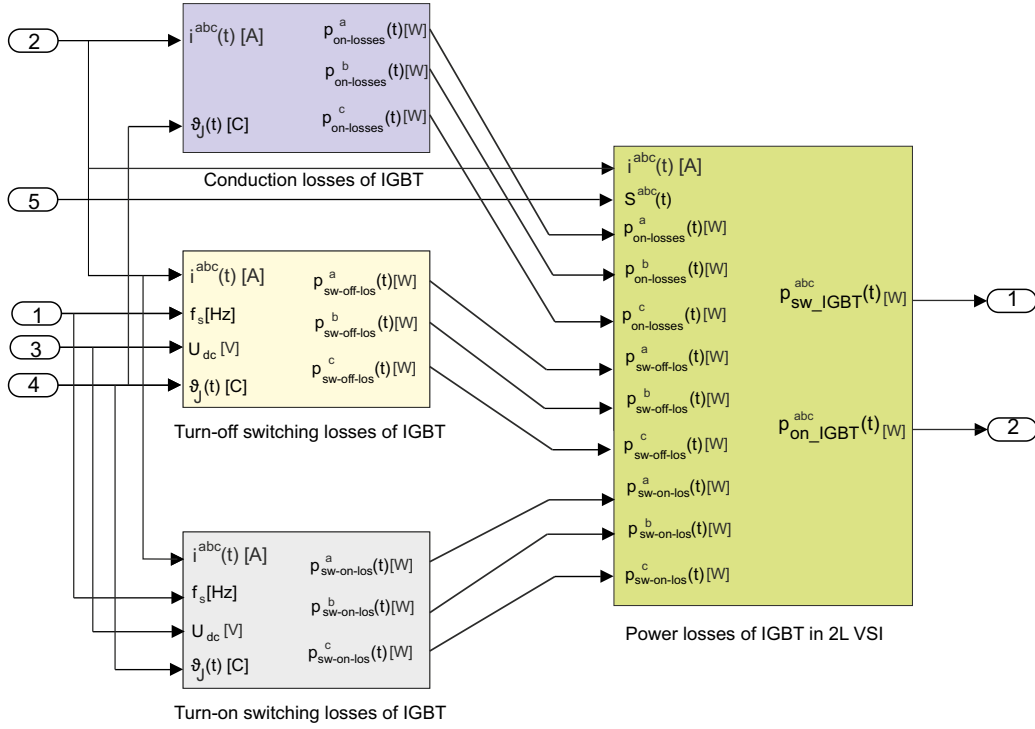 2
i^abc(t) [A]
p^a_on-losses(t)[W]
p^b_on-losses(t)[W]
ϑ_J(t) [C]
p^c_on-losses(t)[W]
Conduction losses of IGBT
5
i^abc(t) [A]
p^a_sw-off-los(t)[W]
1
f_s[Hz]
p^b_sw-off-los(t)[W]
3
U_dc [V]
p^c_sw-off-los(t)[W]
4
ϑ_J(t) [C]
Turn-off switching losses of IGBT
i^abc(t) [A]
p^a_sw-on-los(t)[W]
f_s[Hz]
p^b_sw-on-los(t)[W]
U_dc [V]
p^c_sw-on-los(t)[W]
ϑ_J(t) [C]
Turn-on switching losses of IGBT
i^abc(t) [A]
S^abc(t)
p^a_on-losses(t)[W]
p^b_on-losses(t)[W]
p^c_on-losses(t)[W]
p^a_sw-off-los(t)[W]
p^b_sw-off-los(t)[W]
p^c_sw-off-los(t)[W]
p^a_sw-on-los(t)[W]
p^b_sw-on-los(t)[W]
p^c_sw-on-los(t)[W]
p^abc_sw_IGBT(t)[W]
1
p^abc_on_IGBT(t)[W]
2
Power losses of IGBT in 2L VSI